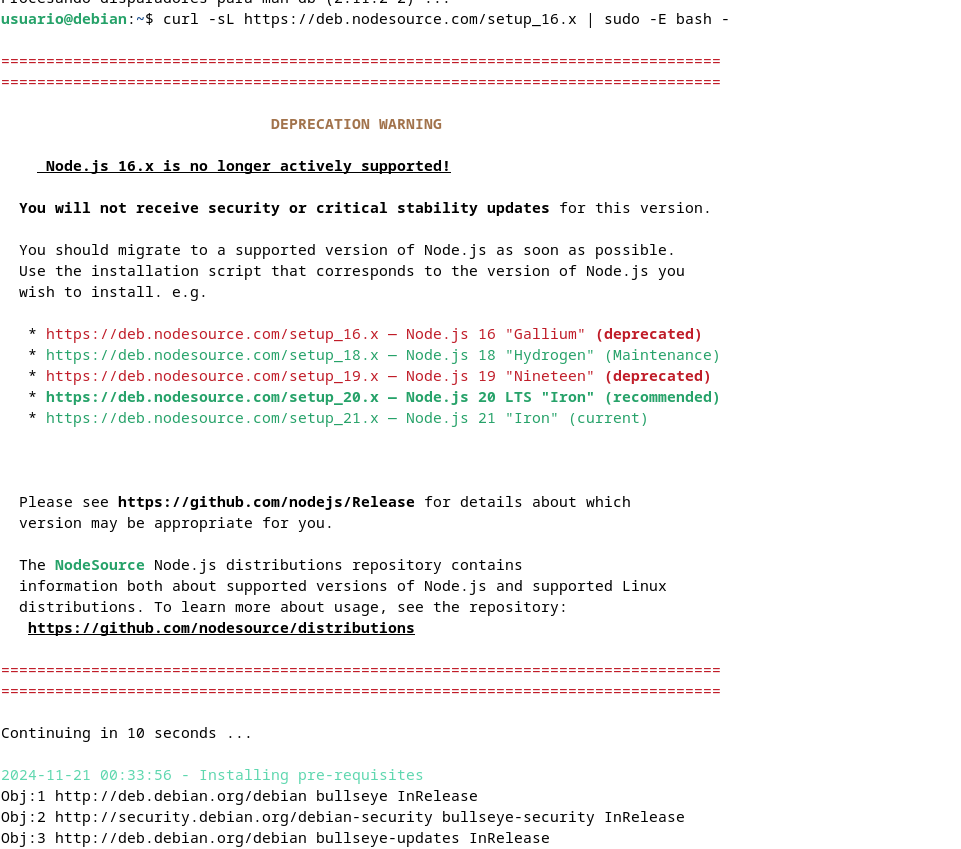 Procesando disparadores para man-db (2.11.2-2) ...
usuario@debian:~$ curl -sL https://deb.nodesource.com/setup_16.x | sudo -E bash -
================================================================================
================================================================================
DEPRECATION WARNING
Node.js 16.x is no longer actively supported!
You will not receive security or critical stability updates for this version.
You should migrate to a supported version of Node.js as soon as possible.
Use the installation script that corresponds to the version of Node.js you
wish to install. e.g.
* https://deb.nodesource.com/setup_16.x — Node.js 16 "Gallium" (deprecated)
* https://deb.nodesource.com/setup_18.x — Node.js 18 "Hydrogen" (Maintenance)
* https://deb.nodesource.com/setup_19.x — Node.js 19 "Nineteen" (deprecated)
* https://deb.nodesource.com/setup_20.x — Node.js 20 LTS "Iron" (recommended)
* https://deb.nodesource.com/setup_21.x — Node.js 21 "Iron" (current)
Please see https://github.com/nodejs/Release for details about which
version may be appropriate for you.
The NodeSource Node.js distributions repository contains
information both about supported versions of Node.js and supported Linux
distributions. To learn more about usage, see the repository:
https://github.com/nodesource/distributions
================================================================================
================================================================================
Continuing in 10 seconds ...
2024-11-21 00:33:56 - Installing pre-requisites
Obj:1 http://deb.debian.org/debian bullseye InRelease
Obj:2 http://security.debian.org/debian-security bullseye-security InRelease
Obj:3 http://deb.debian.org/debian bullseye-updates InRelease